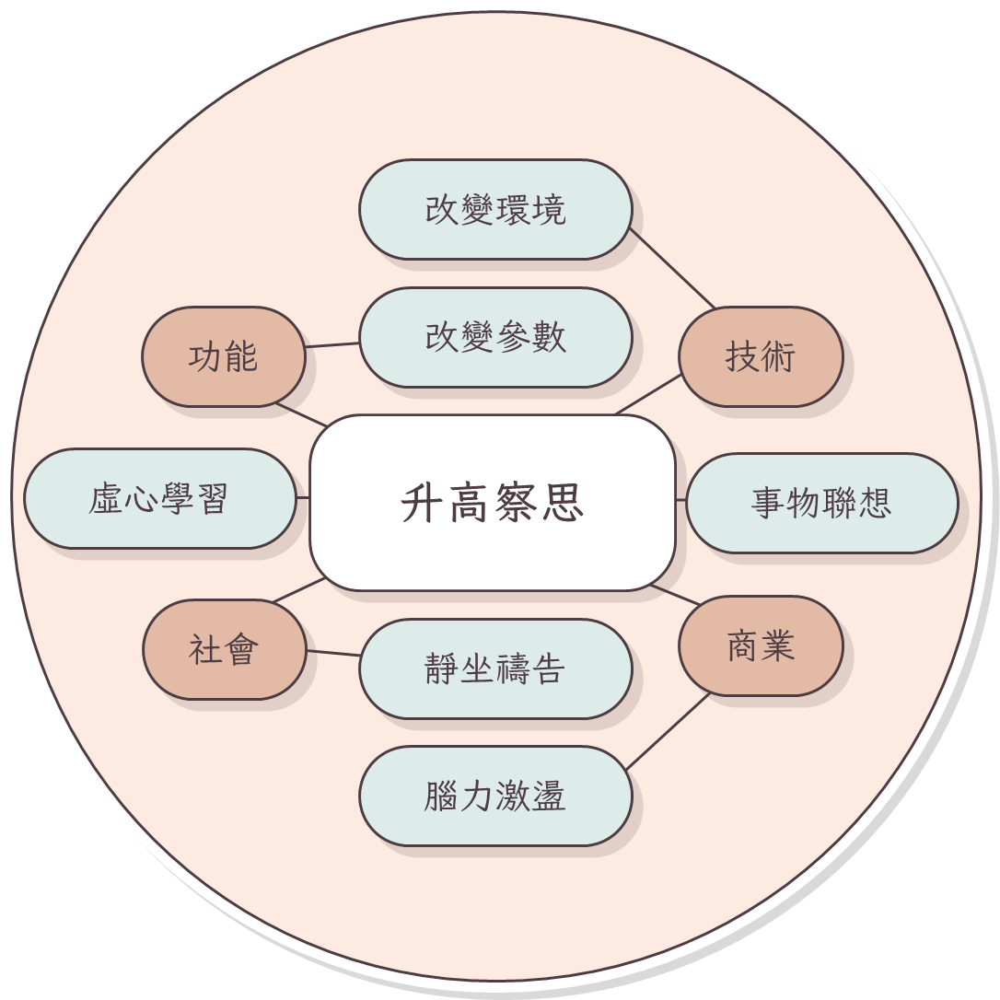 改變環境
改變參數
功能
技術
虛心學習
升高察思
事物聯想
社會
商業
靜坐禱告
腦力激盪